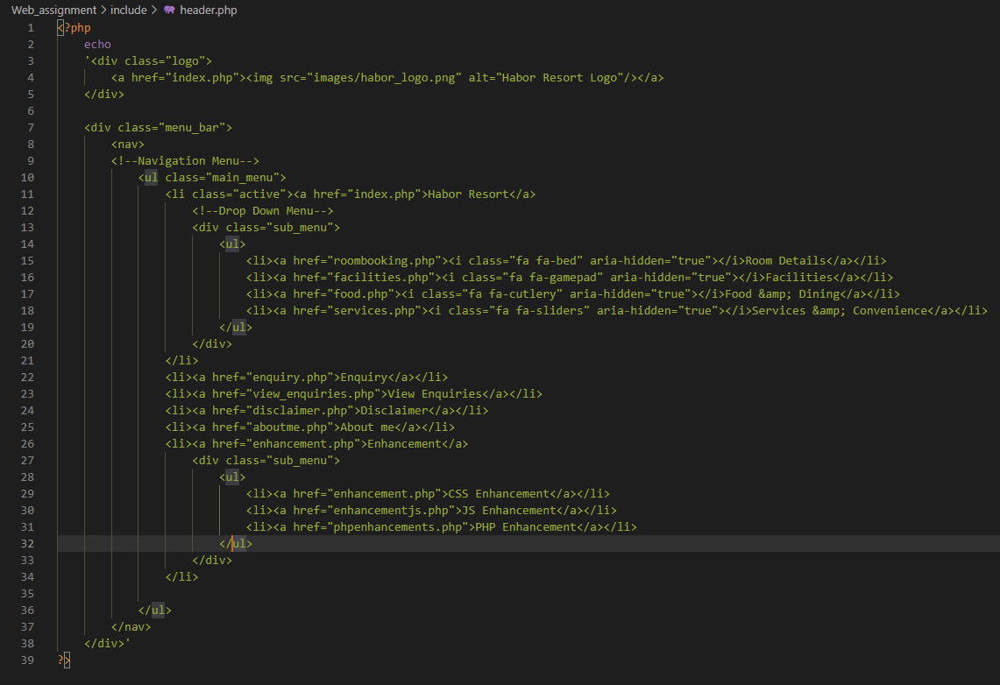 Web_assignment > include > header.php
1 <?php
2 echo
3 '<div class="logo">
4 <a href="index.php"><img src="images/habor_logo.png" alt="Habor Resort Logo"/></a>
5 </div>
6
7 <div class="menu_bar">
8 <nav>
9 <!--Navigation Menu-->
10 <ul class="main_menu">
11 <li class="active"><a href="index.php">Habor Resort</a>
12 <!--Drop Down Menu-->
13 <div class="sub_menu">
14 <ul>
15 <li><a href="roombooking.php"><i class="fa fa-bed" aria-hidden="true"></i>Room Details</a></li>
16 <li><a href="facilities.php"><i class="fa fa-gamepad" aria-hidden="true"></i>Facilities</a></li>
17 <li><a href="food.php"><i class="fa fa-cutlery" aria-hidden="true"></i>Food &amp; Dining</a></li>
18 <li><a href="services.php"><i class="fa fa-sliders" aria-hidden="true"></i>Services &amp; Convenience</a></li>
19 </ul>
20 </div>
21 </li>
22 <li><a href="enquiry.php">Enquiry</a></li>
23 <li><a href="view_enquiries.php">View Enquiries</a></li>
24 <li><a href="disclaimer.php">Disclaimer</a></li>
25 <li><a href="aboutme.php">About me</a></li>
26 <li><a href="enhancement.php">Enhancement</a>
27 <div class="sub_menu">
28 <ul>
29 <li><a href="enhancement.php">CSS Enhancement</a></li>
30 <li><a href="enhancementjs.php">JS Enhancement</a></li>
31 <li><a href="phpenhancements.php">PHP Enhancement</a></li>
32 </ul>
33 </div>
34 </li>
35
36 </ul>
37 </nav>
38 </div>'
39 ?>